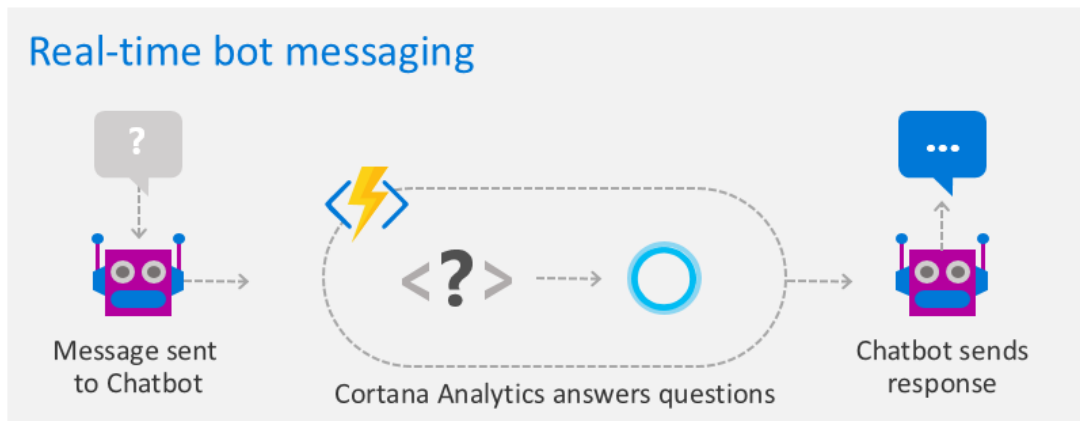 Real-time bot messaging
?
...
<?>
Message sent
to Chatbot
Cortana Analytics answers questions
Chatbot sends
response